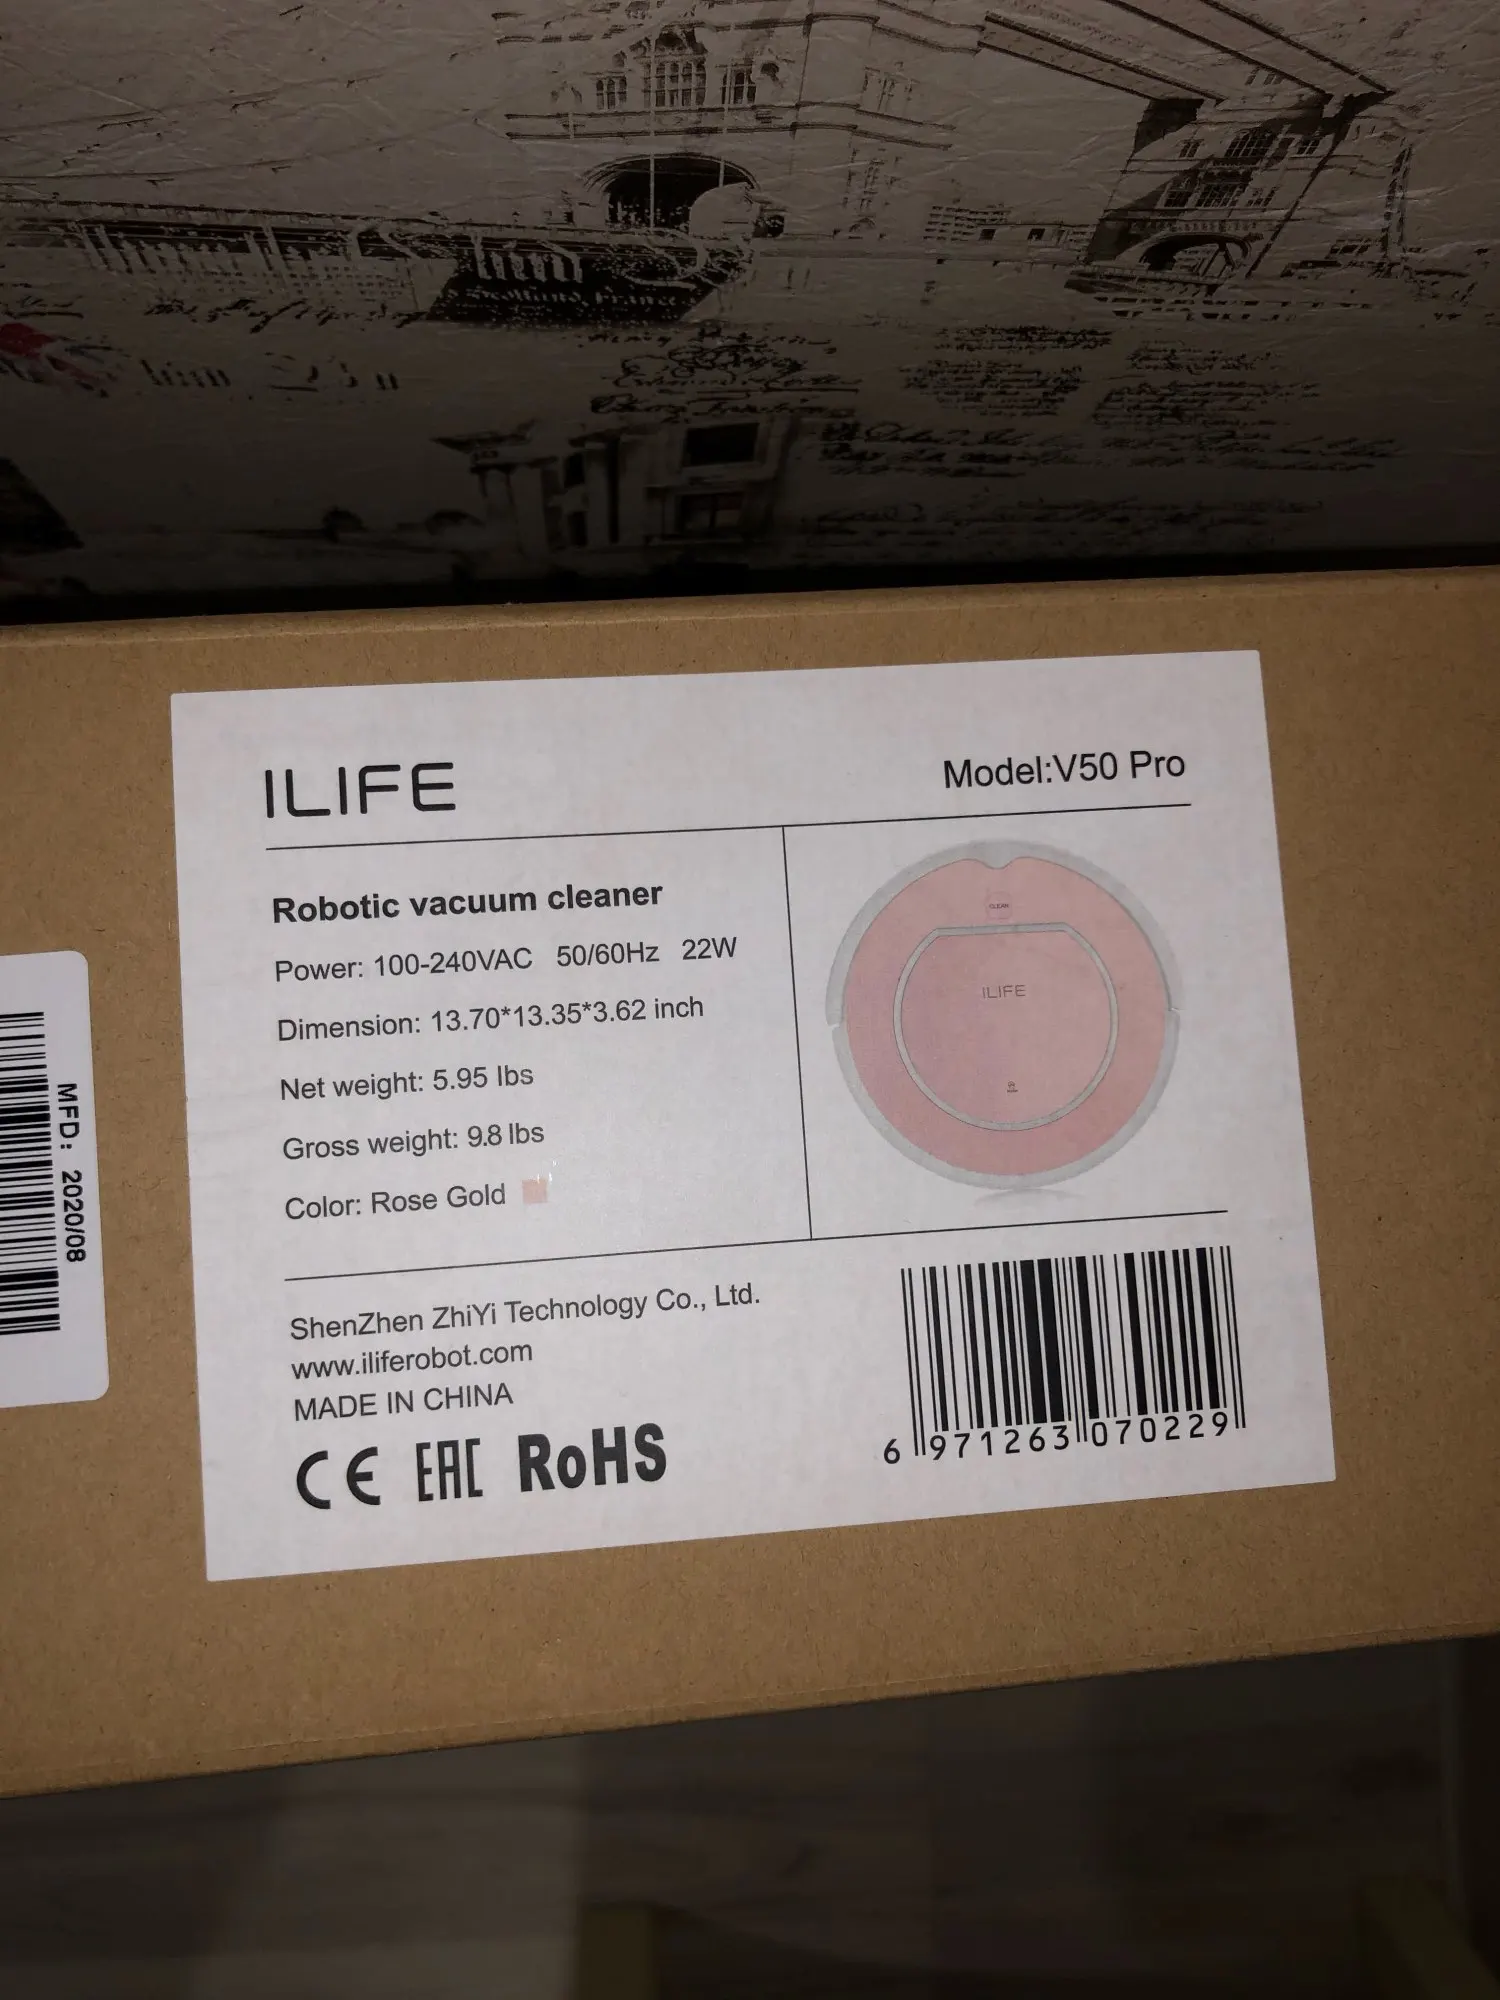 ILIFE
Model:V50 Pro
Robotic vacuum cleaner
Power: 100-240VAC 50/60Hz 22W
Dimension: 13.70*13.35*3.62 inch
Net weight: 5.95 lbs
Gross weight: 9.8 lbs
Color: Rose Gold
CLEAN
ILIFE
ShenZhen ZhiYi Technology Co., Ltd.
www.iliferobot.com
MADE IN CHINA
CE EAC RoHS
6 971263 070229
MFD: 2020/08